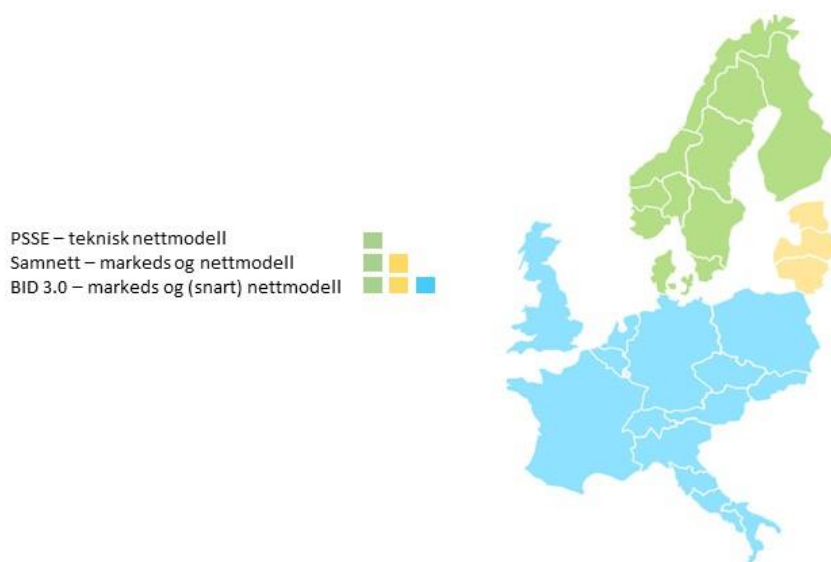 PSSE – teknisk nettmodell
Samnett – markeds og nettmodell
BID 3.0 – markeds og (snart) nettmodell